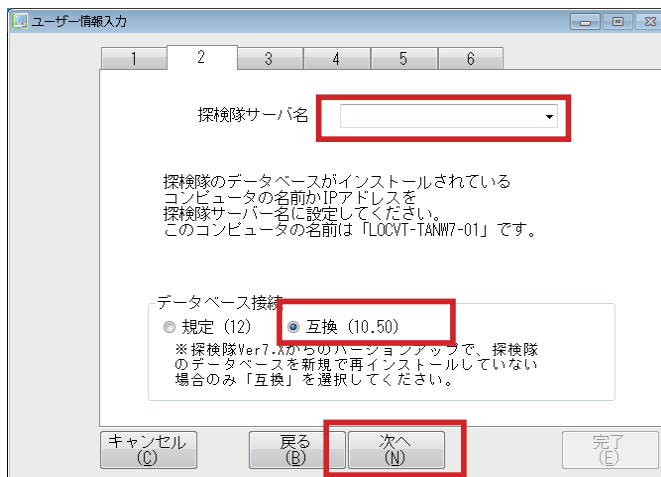 ユーザー情報入力
1 2 3 4 5 6
探検隊サーバ名
探検隊のデータベースがインストールされている
コンピュータの名前かIPアドレスを
探検隊サーバー名に設定してください。
このコンピュータの名前は「LOCVT-TANW7-01」です。
データベース接続
規定 (12) 互換 (10.50)
※探検隊Ver7.Xからのバージョンアップで、探検隊
のデータベースを新規で再インストールしていない
場合のみ「互換」を選択してください。
キャンセル 戻る 次へ 完了
(C) (B) (N) (E)